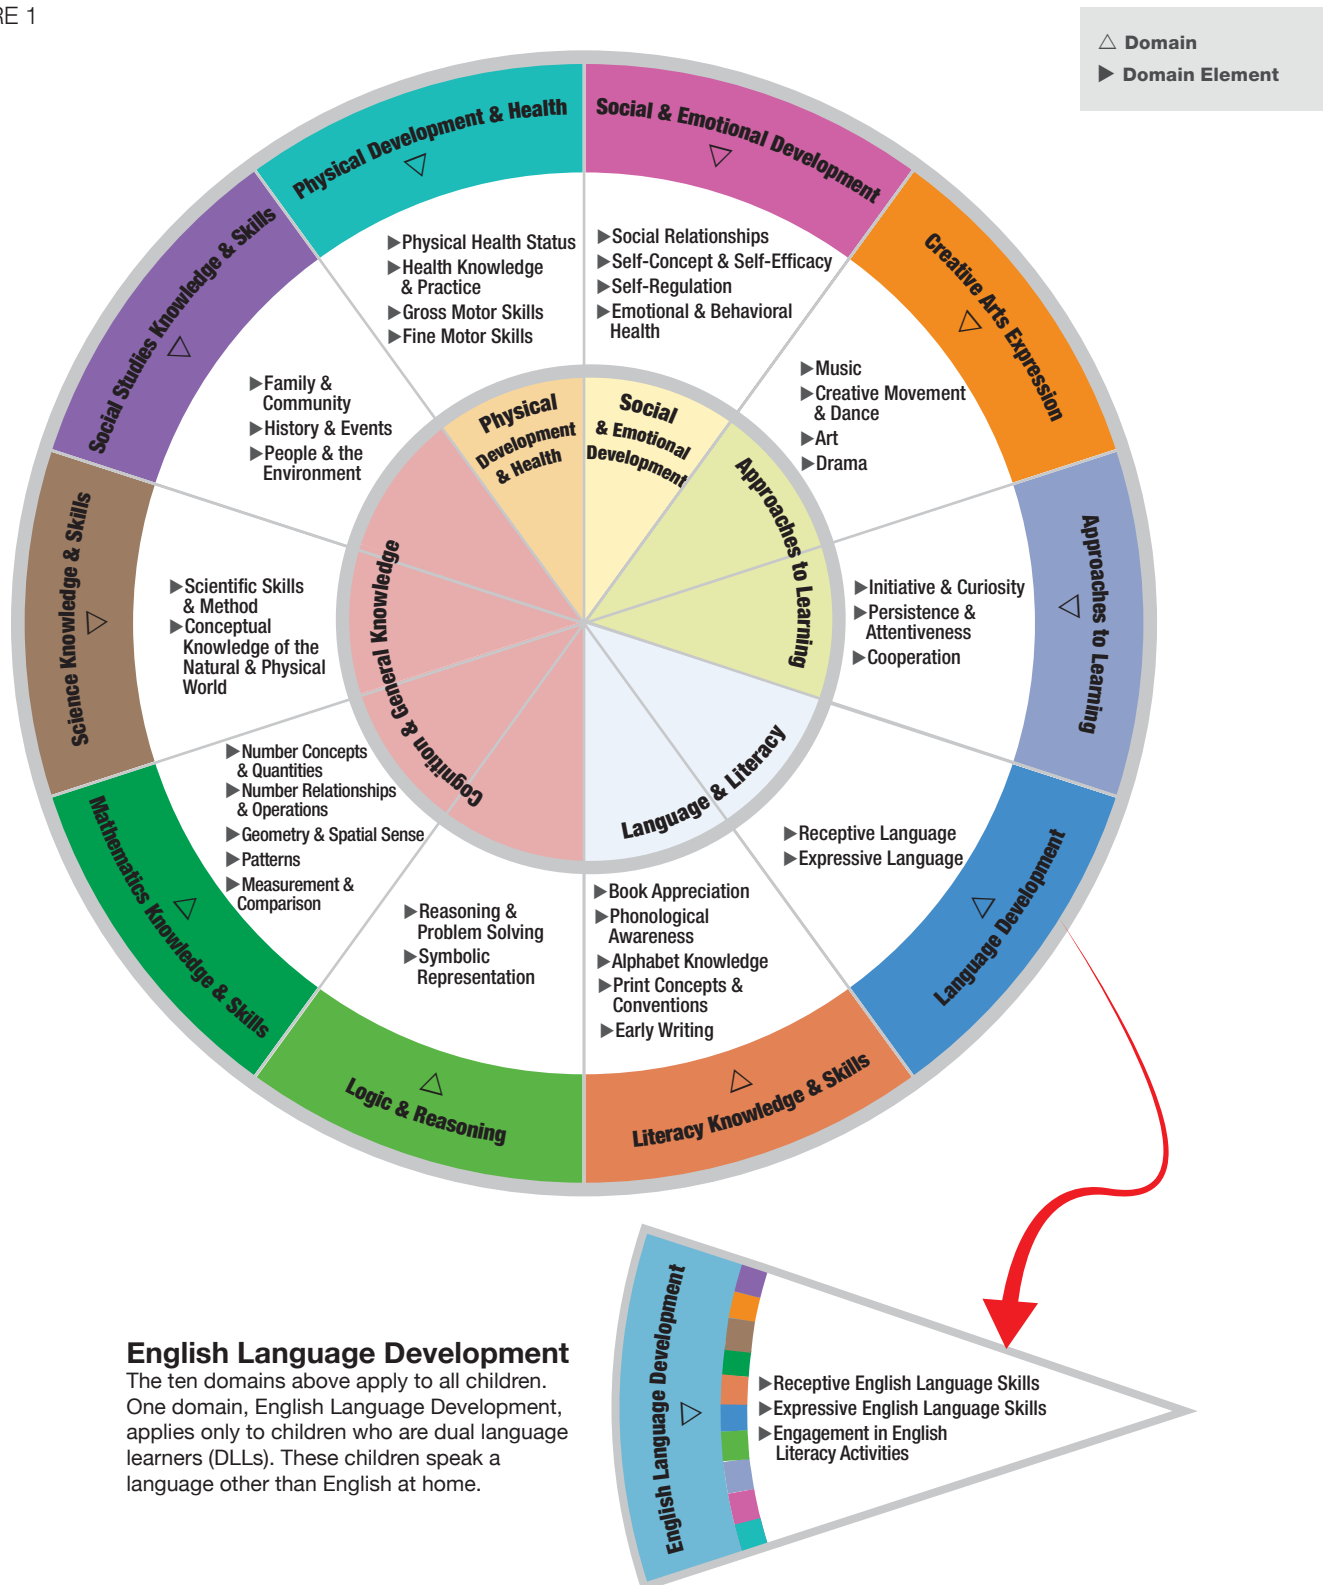 RE 1
△ Domain
▶ Domain Element
Physical Development & Health
▶Physical Health Status
▶Health Knowledge
& Practice
▶Gross Motor Skills
▶Fine Motor Skills
Social & Emotional Development
▶Social Relationships
▶Self-Concept & Self-Efficacy
▶Self-Regulation
▶Emotional & Behavioral
Health
Creative Arts Expression
▶Music
▶Creative Movement
& Dance
▶Art
▶Drama
Approaches to Learning
▶Initiative & Curiosity
▶Persistence &
Attentiveness
▶Cooperation
Language Development
▶Receptive Language
▶Expressive Language
Literacy Knowledge & Skills
▶Book Appreciation
▶Phonological
Awareness
▶Alphabet Knowledge
▶Print Concepts &
Conventions
▶Early Writing
Logic & Reasoning
▶Reasoning &
Problem Solving
▶Symbolic
Representation
Mathematics Knowledge & Skills
▶Number Concepts
& Quantities
▶Number Relationships
& Operations
▶Geometry & Spatial Sense
▶Patterns
▶Measurement &
Comparison
Science Knowledge & Skills
▶Scientific Skills
& Method
▶Conceptual
Knowledge of the
Natural & Physical
World
Social Studies Knowledge & Skills
▶Family &
Community
▶History & Events
▶People & the
Environment
Physical
Development
& Health
Social
& Emotional
Development
Approaches to Learning
Language & Literacy
Cognition & General Knowledge
English Language Development
The ten domains above apply to all children.
One domain, English Language Development,
applies only to children who are dual language
learners (DLLs). These children speak a
language other than English at home.
English Language Development
▶Receptive English Language Skills
▶Expressive English Language Skills
▶Engagement in English
Literacy Activities